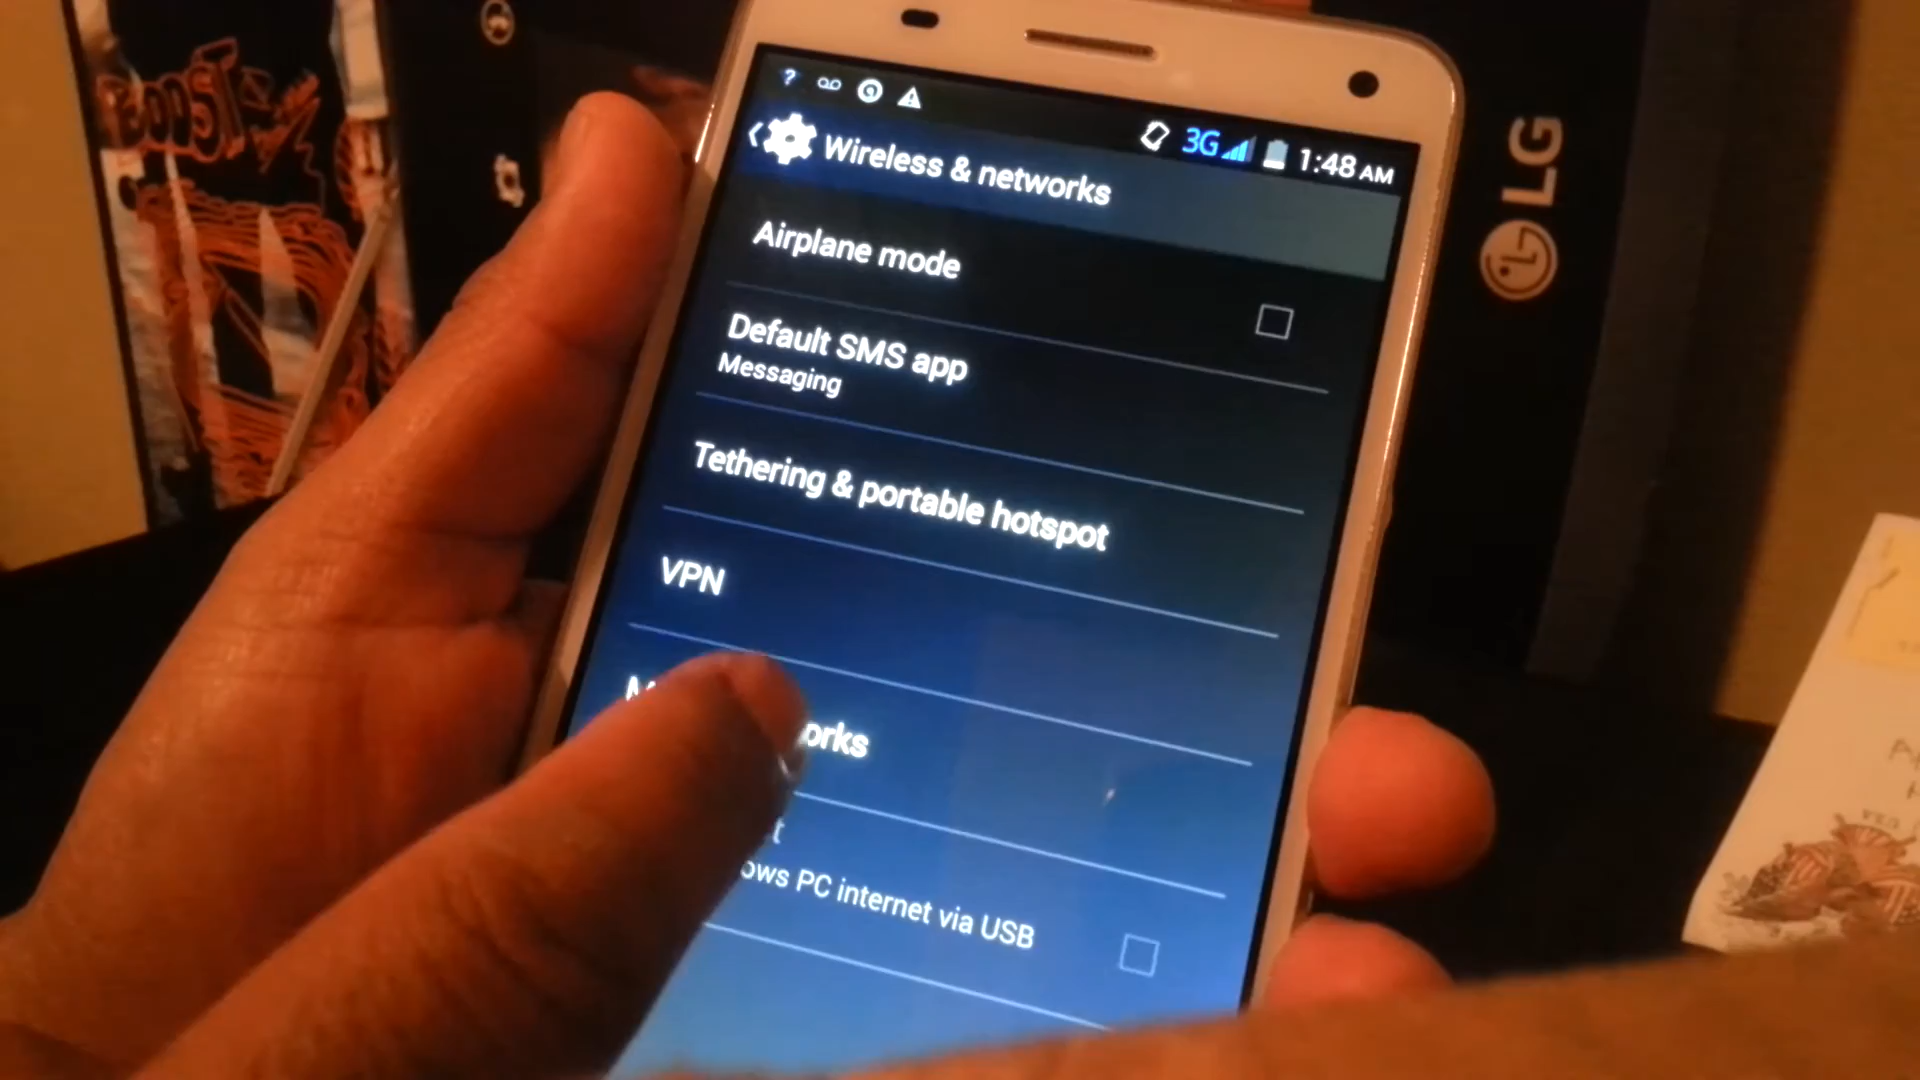 ?
3G 1:48 AM
Wireless & networks
Airplane mode
Default SMS app
Messaging
Tethering & portable hotspot
VPN
M orks
t
ows PC internet via USB
LG
BOOST